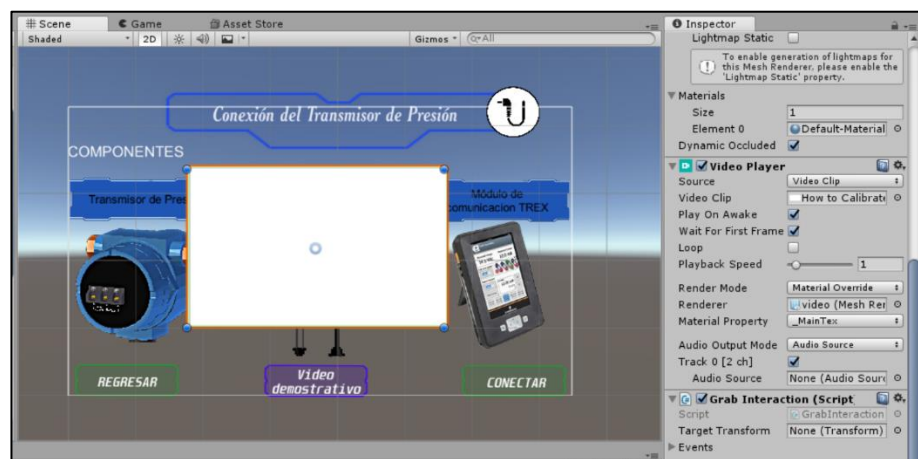 Scene
Game
Asset Store
Shaded
2D
Gizmos
All
Conexión del Transmisor de Presión
COMPONENTES
Transmisor de Pres
Módulo de
comunicacion TREX
REGRESAR
Video
demostrativo
CONECTAR
Inspector
Lightmap Static
To enable generation of lightmaps for
this Mesh Renderer, please enable the
'Lightmap Static' property.
Materials
Size 1
Element 0 Default-Material
Dynamic Occluded
Video Player
Source Video Clip
Video Clip How to Calibrate
Play On Awake
Wait For First Frame
Loop
Playback Speed 1
Render Mode Material Override
Renderer video (Mesh Ren
Material Property _MainTex
Audio Output Mode Audio Source
Track 0 [2 ch]
Audio Source None (Audio Sourc
Grab Interaction (Script)
Script GrabInteraction
Target Transform None (Transform)
Events